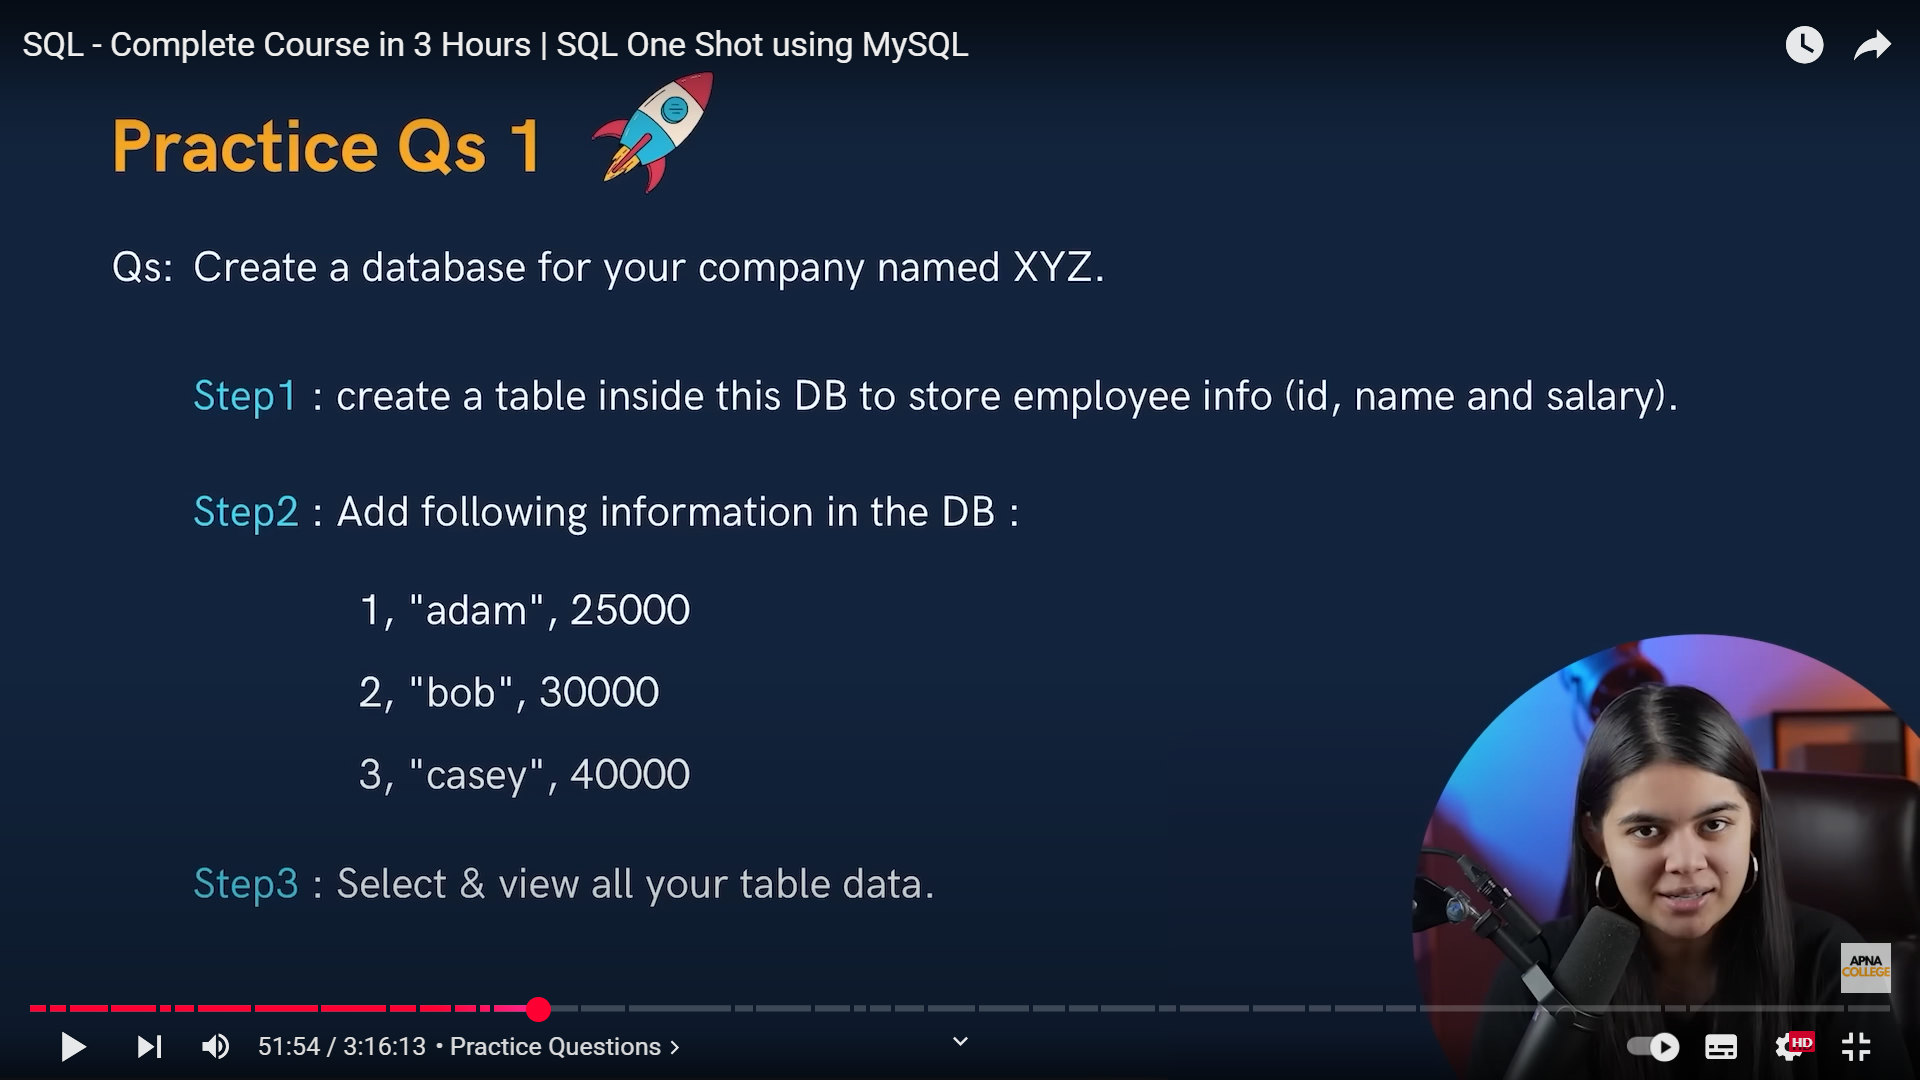 SQL - Complete Course in 3 Hours | SQL One Shot using MySQL
Practice Qs 1
Qs: Create a database for your company named XYZ.
Step1 : create a table inside this DB to store employee info (id, name and salary).
Step2 : Add following information in the DB :
1, "adam", 25000
2, "bob", 30000
3, "casey", 40000
Step3 : Select & view all your table data.
APNA
COLLEGE
51:54 / 3:16:13 • Practice Questions >
HD